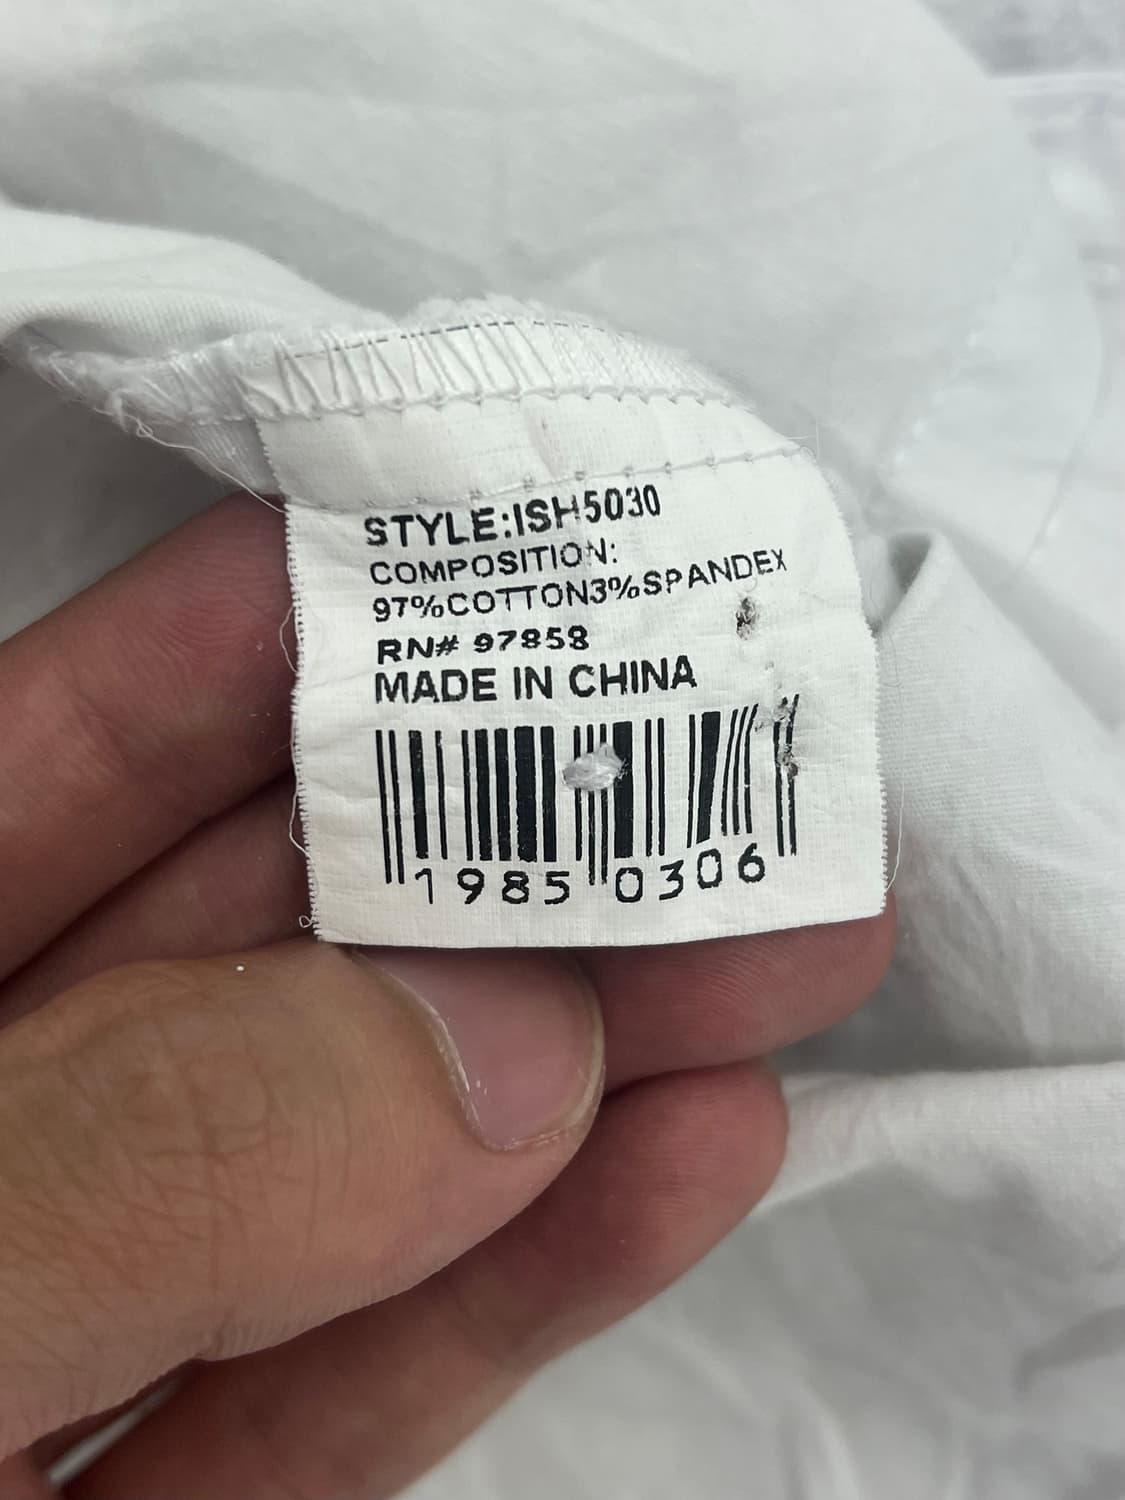 STYLE:ISH5030
COMPOSITION:
97%COTTON3%SPANDEX
RN# 97858
MADE IN CHINA
1985 0306